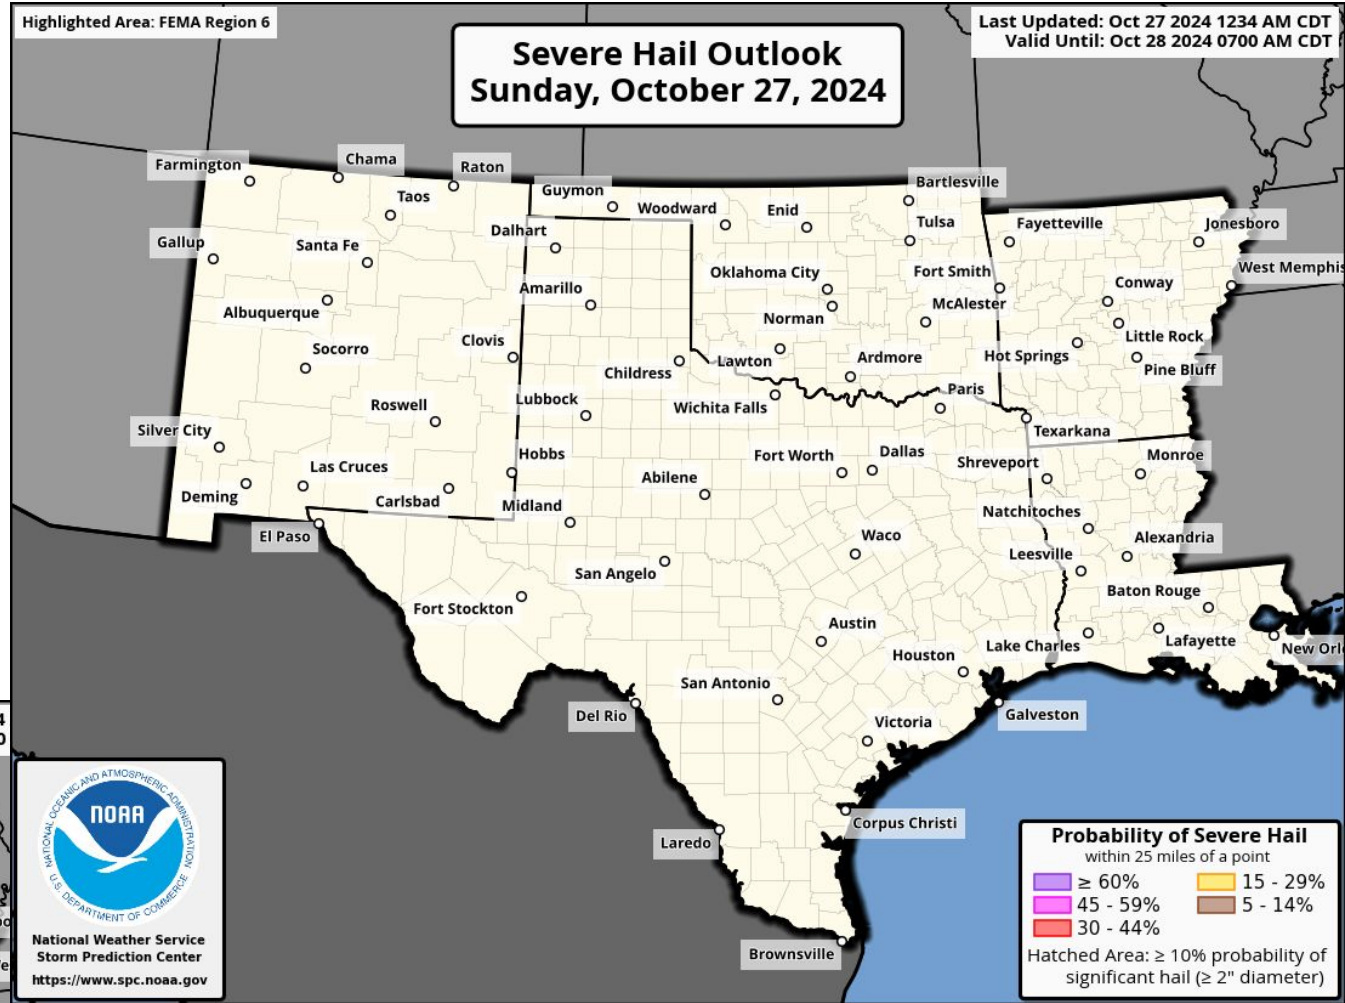 Highlighted Area: FEMA Region 6
Severe Hail Outlook
Sunday, October 27, 2024
Last Updated: Oct 27 2024 1234 AM CDT
Valid Until: Oct 28 2024 0700 AM CDT
Farmington
Chama
Raton
Taos
Guymon
Woodward
Enid
Bartlesville
Tulsa
Fayetteville
Jonesboro
Gallup
Santa Fe
Dalhart
Oklahoma City
Fort Smith
West Memphis
Amarillo
Conway
McAlester
Albuquerque
Norman
Little Rock
Socorro
Clovis
Childress
Lawton
Ardmore
Hot Springs
Pine Bluff
Roswell
Lubbock
Wichita Falls
Paris
Silver City
Texarkana
Hobbs
Fort Worth
Dallas
Shreveport
Monroe
Las Cruces
Abilene
Deming
Carlsbad
Midland
Natchitoches
El Paso
Waco
Alexandria
Leesville
San Angelo
Baton Rouge
Fort Stockton
Austin
Lake Charles
Lafayette
New Orl
Houston
San Antonio
Del Rio
Victoria
Galveston
Corpus Christi
Laredo
Brownsville
4
0
NATIONAL OCEANIC AND ATMOSPHERIC ADMINISTRATION
NOAA
U.S. DEPARTMENT OF COMMERCE
National Weather Service
Storm Prediction Center
https://www.spc.noaa.gov
Probability of Severe Hail
within 25 miles of a point
≥ 60%
15 - 29%
45 - 59%
5 - 14%
30 - 44%
Hatched Area: ≥ 10% probability of
significant hail (≥ 2" diameter)